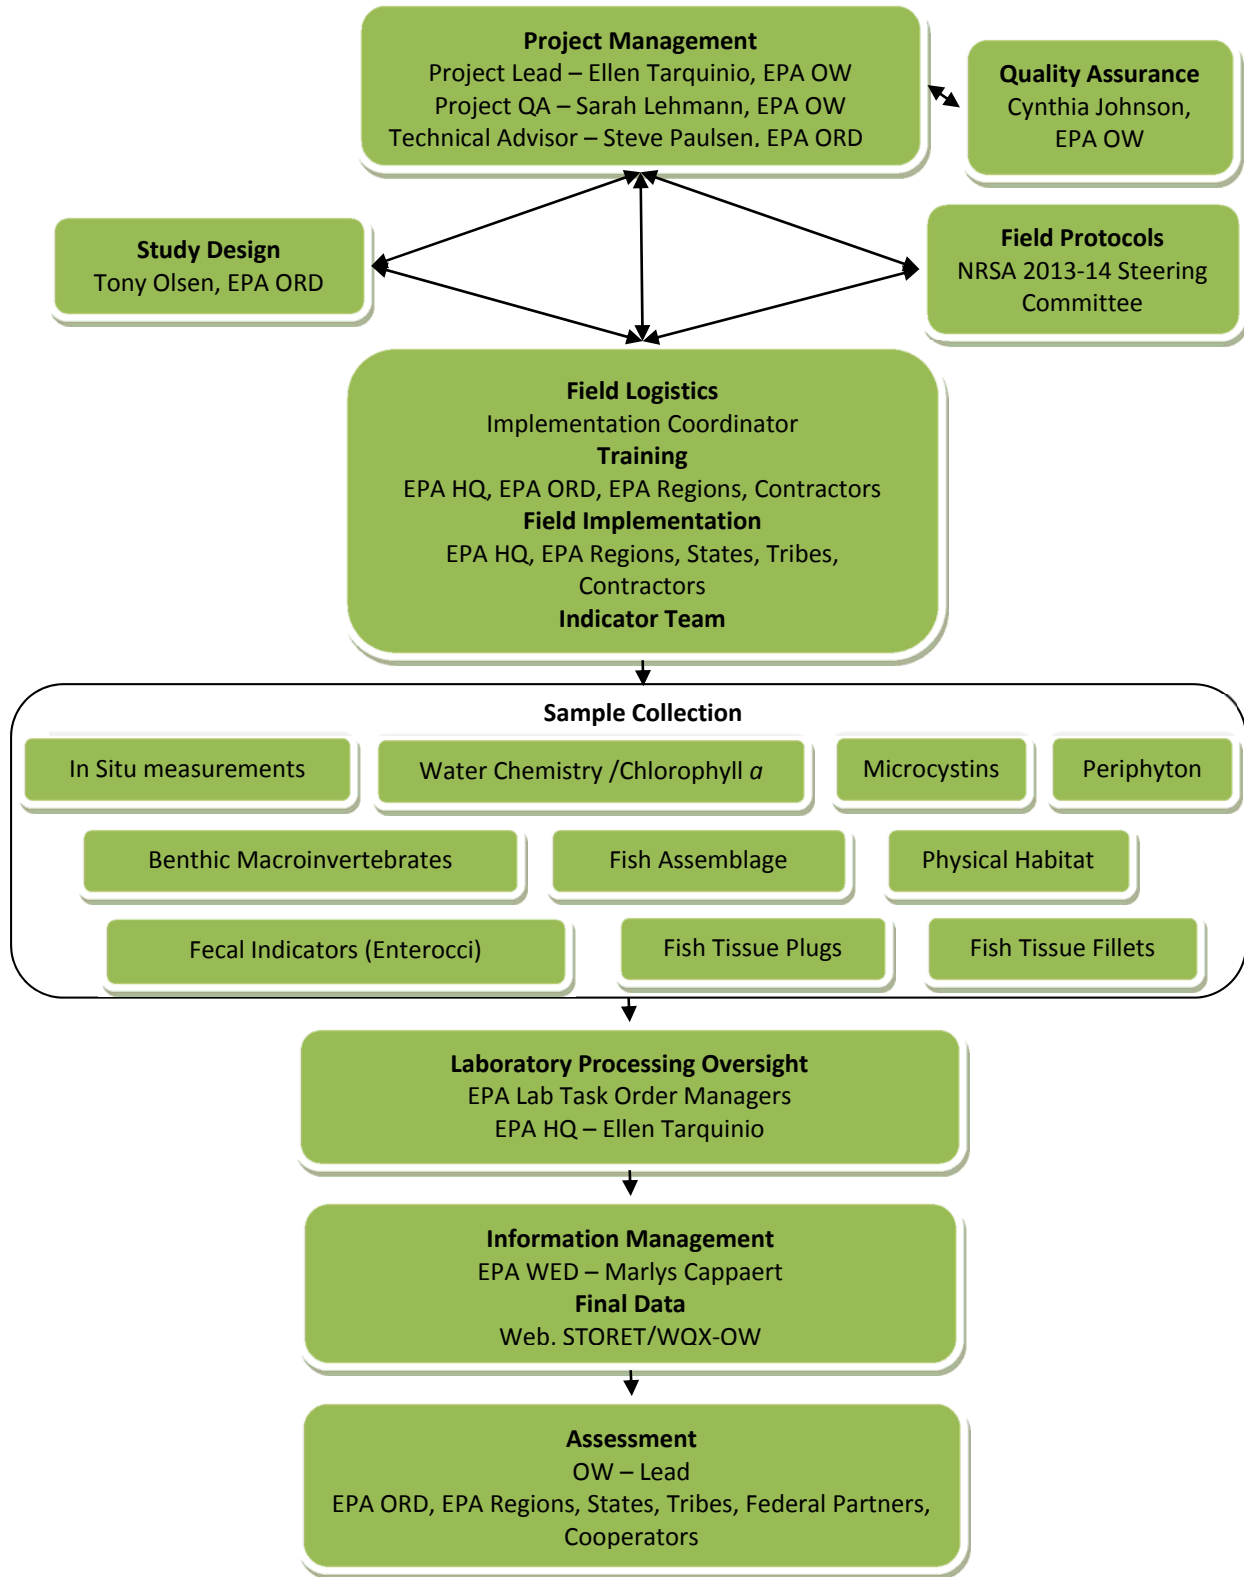 Project Management
Project Lead – Ellen Tarquinio, EPA OW
Project QA – Sarah Lehmann, EPA OW
Technical Advisor – Steve Paulsen, EPA ORD
Quality Assurance
Cynthia Johnson,
EPA OW
Study Design
Tony Olsen, EPA ORD
Field Protocols
NRSA 2013-14 Steering
Committee
Field Logistics
Implementation Coordinator
Training
EPA HQ, EPA ORD, EPA Regions, Contractors
Field Implementation
EPA HQ, EPA Regions, States, Tribes,
Contractors
Indicator Team
Sample Collection
In Situ measurements
Water Chemistry /Chlorophyll a
Microcystins
Periphyton
Benthic Macroinvertebrates
Fish Assemblage
Physical Habitat
Fecal Indicators (Enterocci)
Fish Tissue Plugs
Fish Tissue Fillets
Laboratory Processing Oversight
EPA Lab Task Order Managers
EPA HQ – Ellen Tarquinio
Information Management
EPA WED – Marlys Cappaert
Final Data
Web, STORET/WQX-OW
Assessment
OW – Lead
EPA ORD, EPA Regions, States, Tribes, Federal Partners,
Cooperators